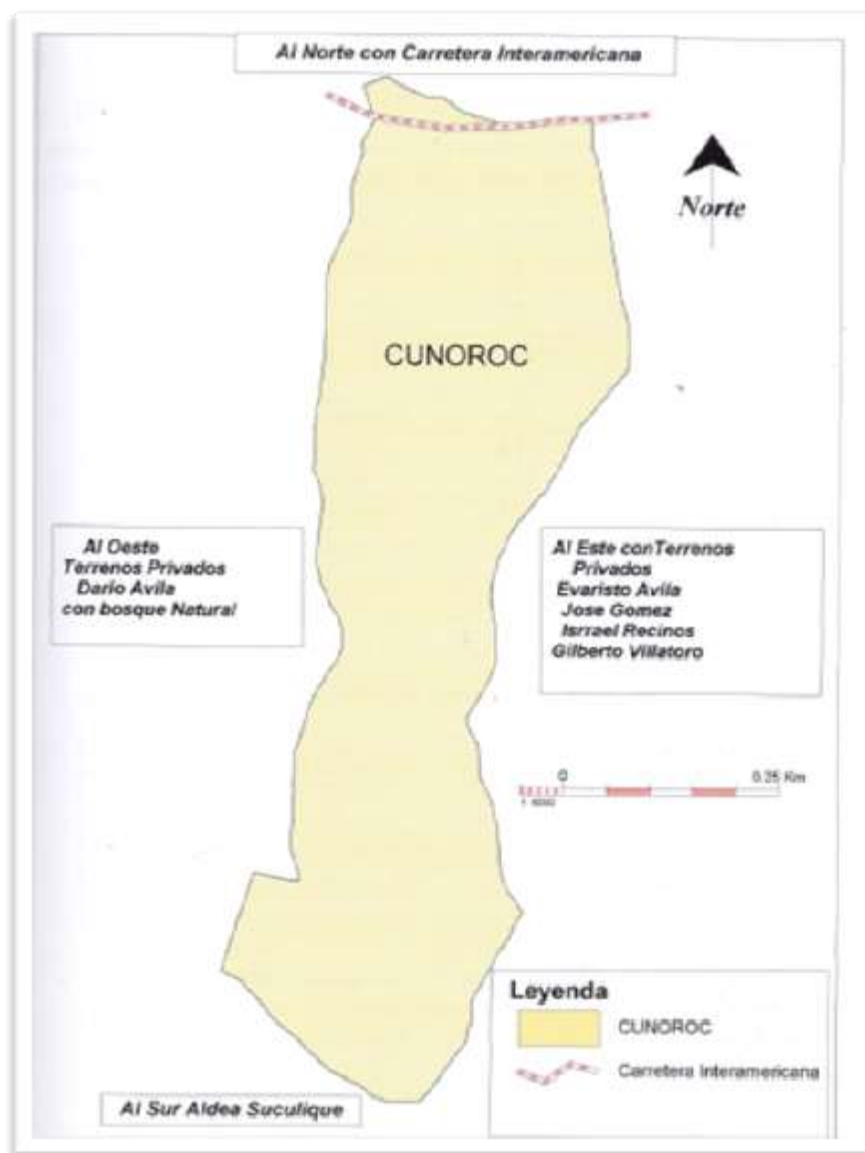 Al Norte con Carretera Interamericana
Norte
CUNOROC
Al Oeste
Terrenos Privados
Dario Avila
con bosque Natural
Al Este conTerrenos
Privados
Evaristo Avila
Jose Gomez
Isrrael Recinos
Gilberto Villatoro
0 0.25 Km
Leyenda
CUNOROC
Carretera Interamericana
Al Sur Aldea Suculique